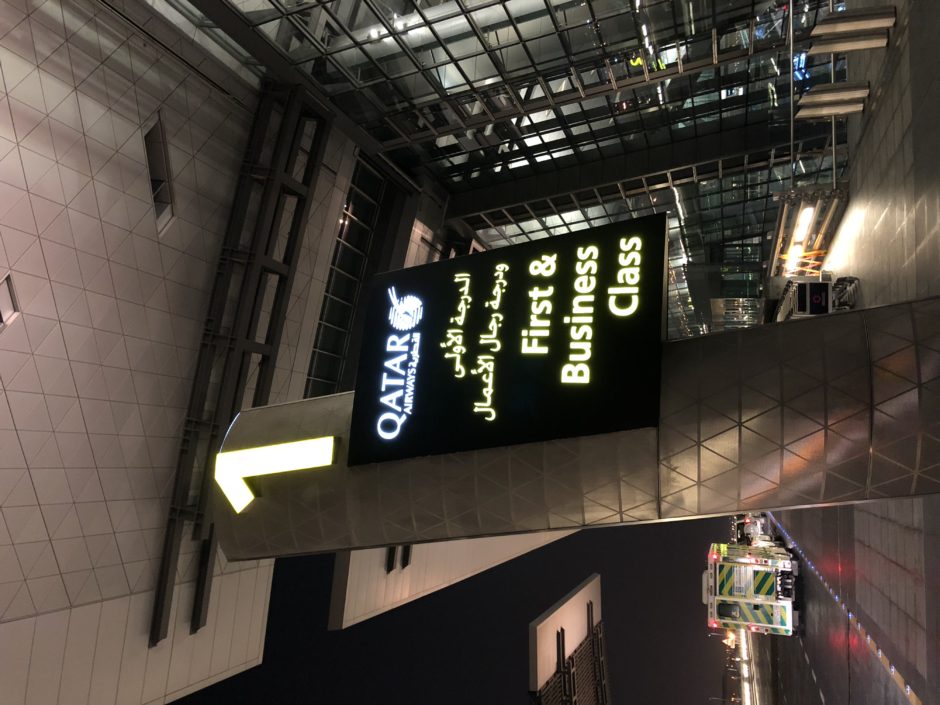 1
QATAR
AIRWAYS القطرية
الدرجة الأولى
ودرجة رجال الأعمال
First &
Business
Class